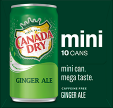 CANADA
DRY
GINGER ALE
mini
10 CANS
mini can.
mega taste.
CAFFEINE FREE
GINGER ALE